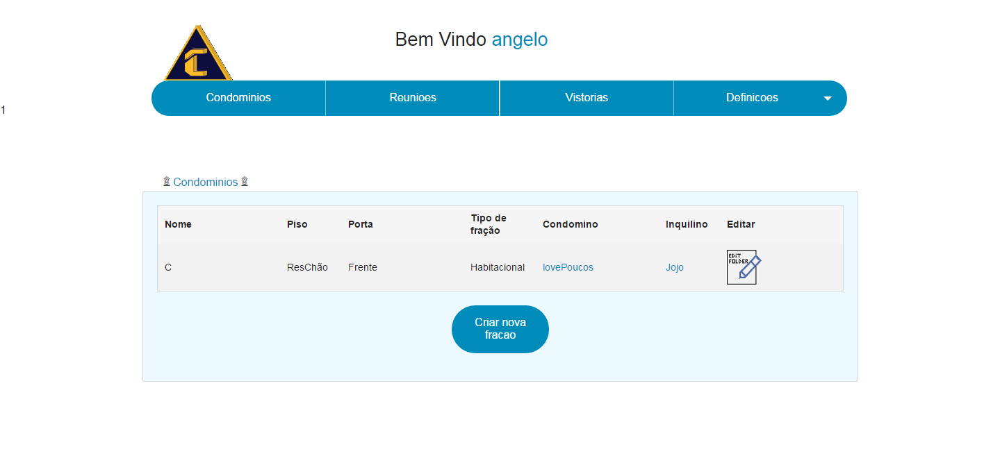 Bem Vindo angelo
Condominios Reunioes Vistorias Definicoes
1
Condominios
Nome Piso Porta Tipo de fração Condomino Inquilino Editar
C ResChão Frente Habitacional lovePoucos Jojo EDiT FOLDER
Criar nova
fracao